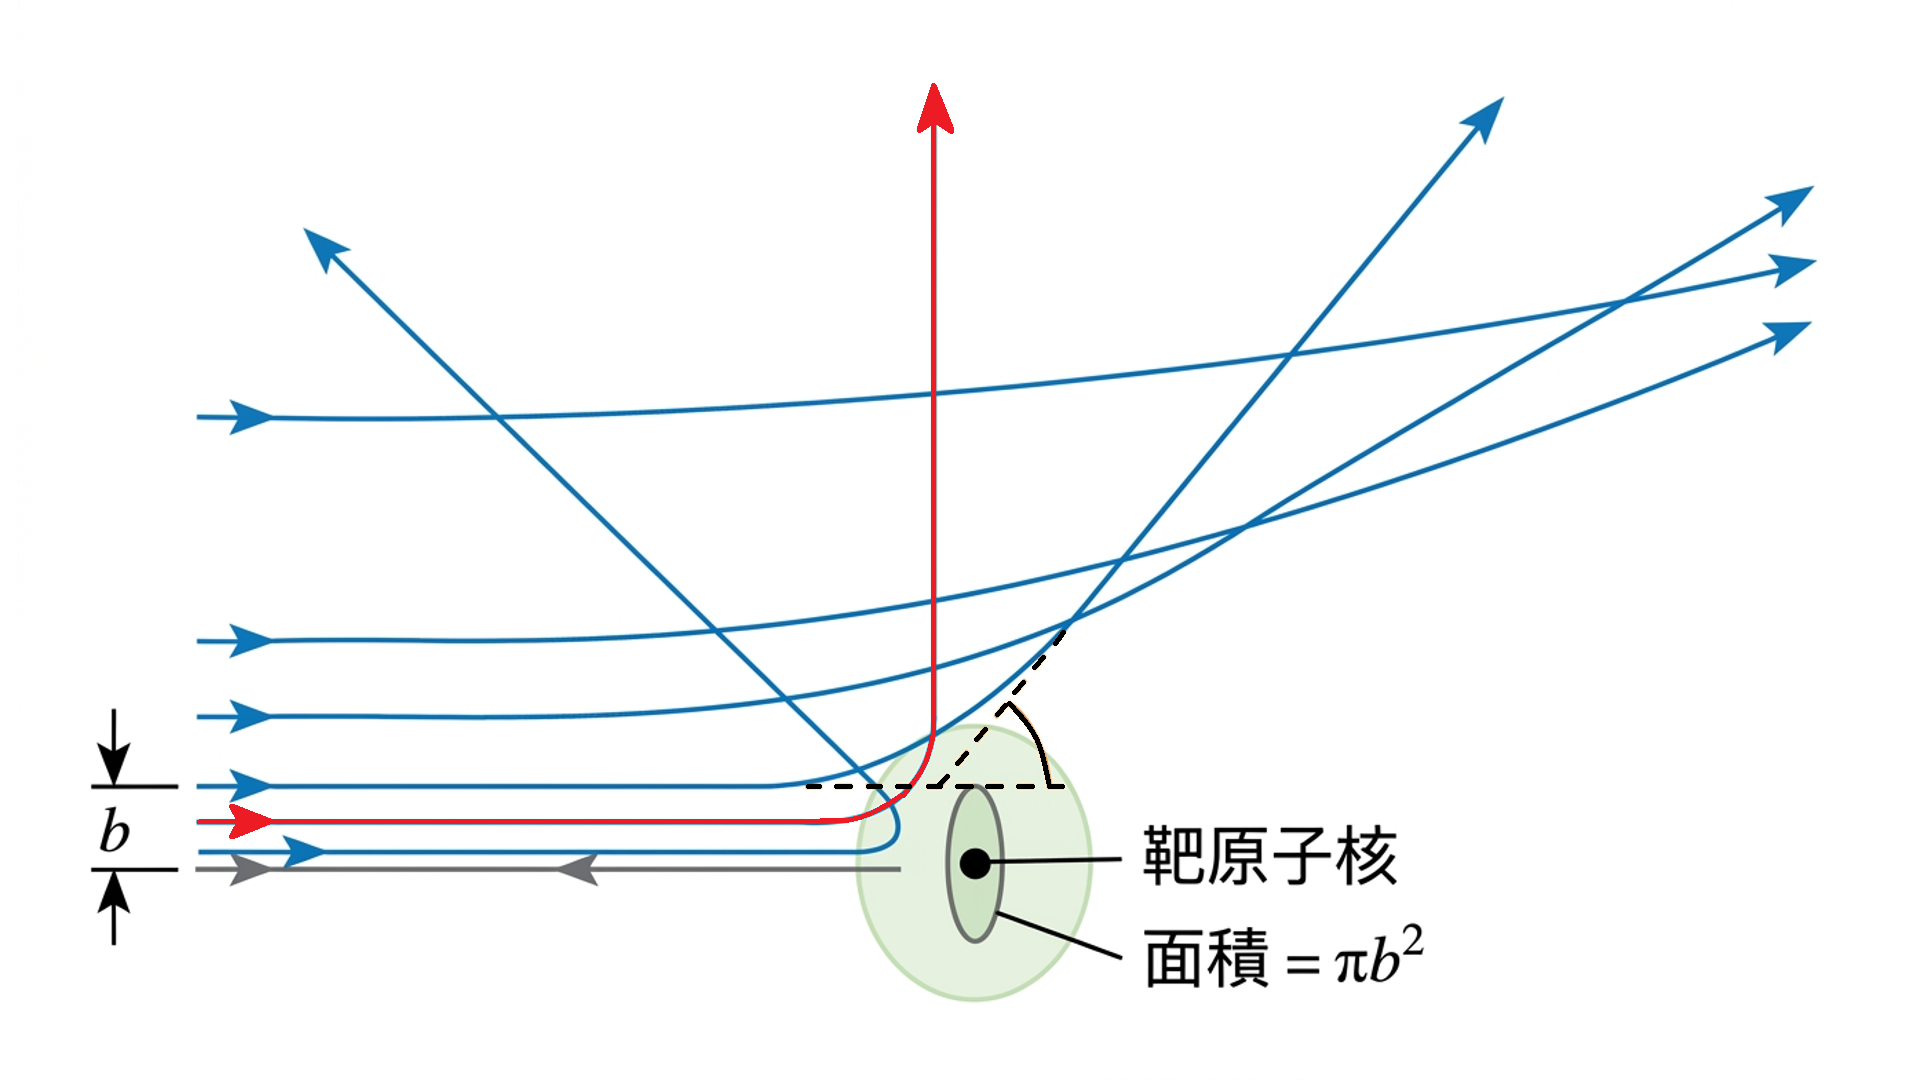 b
靶原子核
面積 = πb²